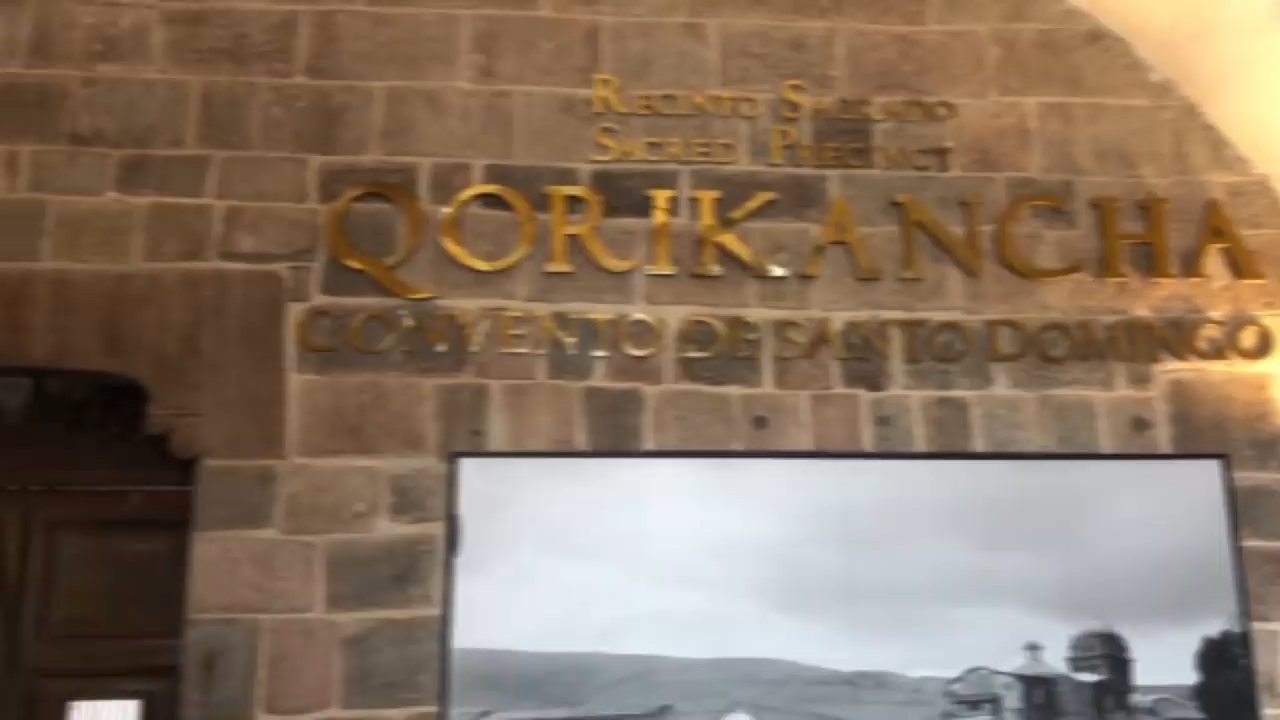 RECINTO SAGRADO
SACRED PRECINCT
QORIKANCHA
CONVENTO DE SANTO DOMINGO